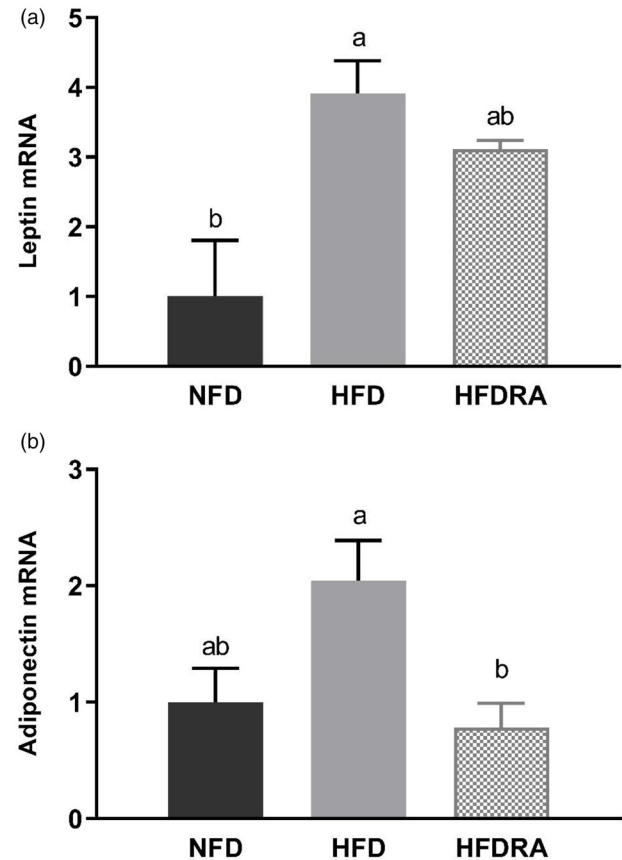 (a)
5
4
3
2
1
0
Leptin mRNA
b
a
ab
NFD HFD HFDRA
(b)
3
2
1
0
Adiponectin mRNA
ab
a
b
NFD HFD HFDRA